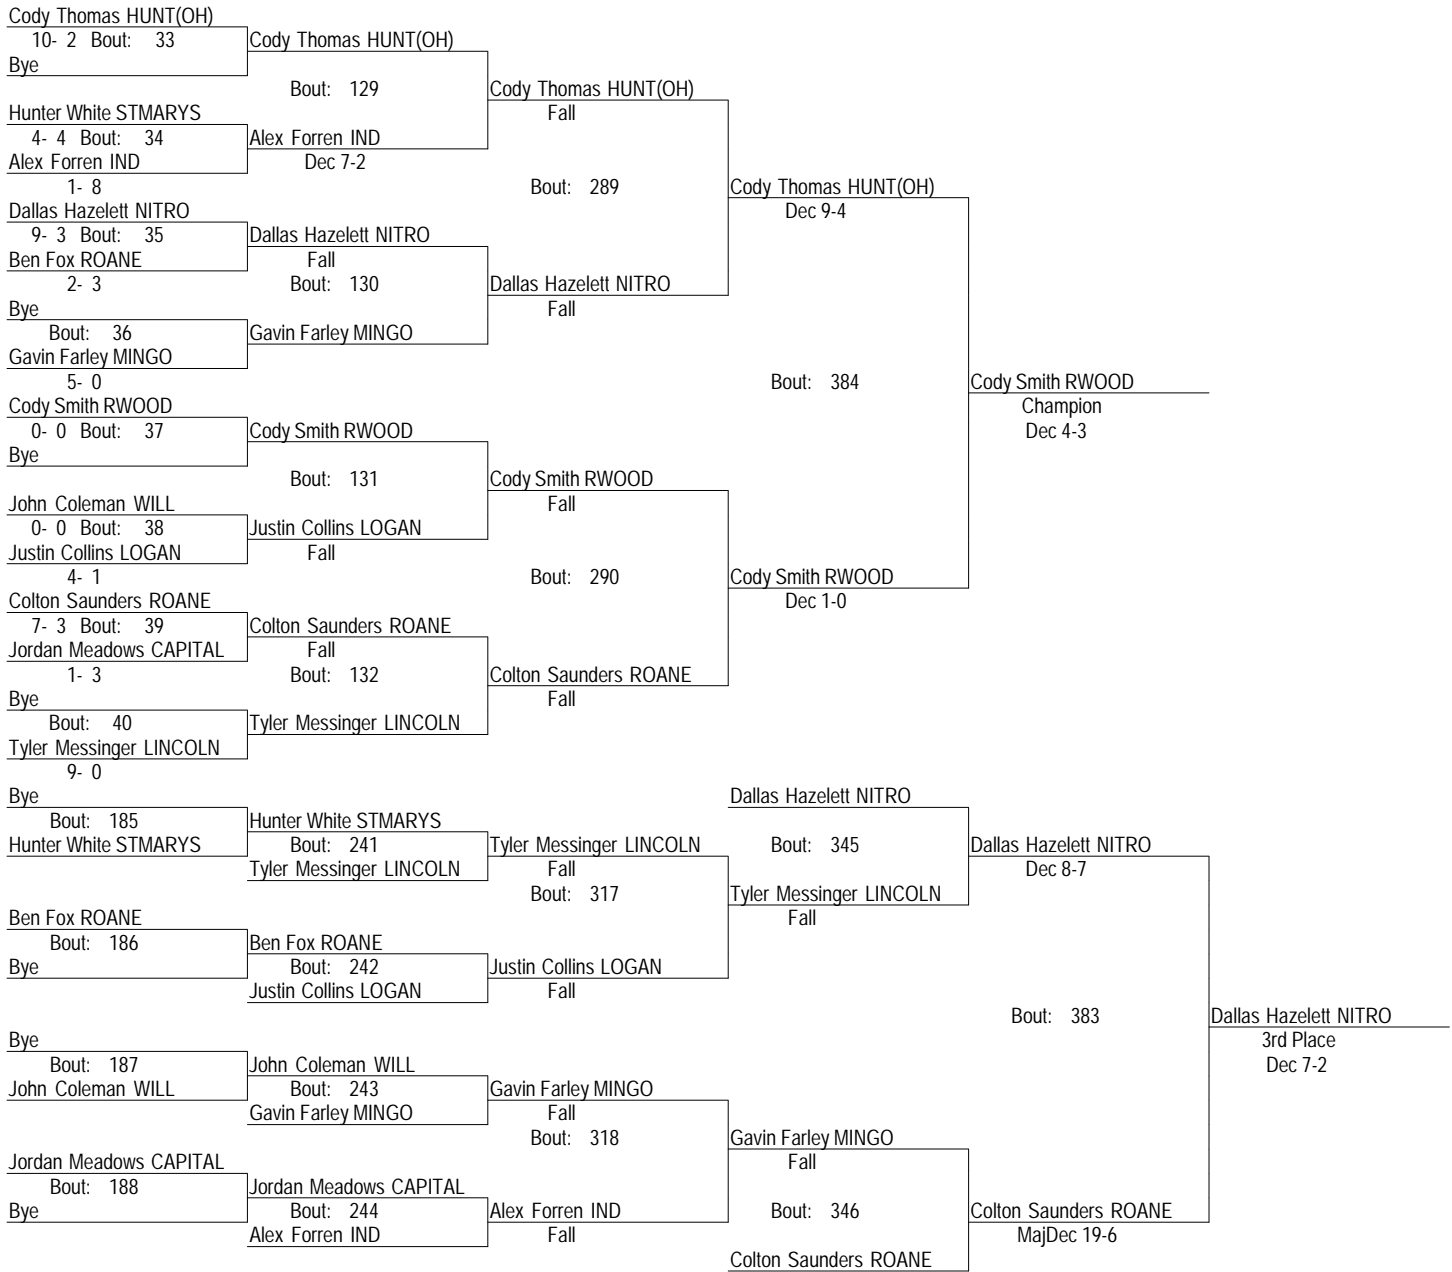 Cody Thomas HUNT(OH)
10- 2 Bout: 33
Cody Thomas HUNT(OH)
Bye
Bout: 129
Cody Thomas HUNT(OH)
Hunter White STMARYS
Fall
4- 4 Bout: 34
Alex Forren IND
Alex Forren IND
Dec 7-2
1- 8
Bout: 289
Cody Thomas HUNT(OH)
Dallas Hazelett NITRO
Dec 9-4
9- 3 Bout: 35
Dallas Hazelett NITRO
Ben Fox ROANE
Fall
2- 3
Bout: 130
Dallas Hazelett NITRO
Bye
Fall
Bout: 36
Gavin Farley MINGO
Gavin Farley MINGO
5- 0
Bout: 384
Cody Smith RWOOD
Cody Smith RWOOD
Champion
0- 0 Bout: 37
Cody Smith RWOOD
Dec 4-3
Bye
Bout: 131
Cody Smith RWOOD
John Coleman WILL
Fall
0- 0 Bout: 38
Justin Collins LOGAN
Justin Collins LOGAN
Fall
4- 1
Bout: 290
Cody Smith RWOOD
Colton Saunders ROANE
Dec 1-0
7- 3 Bout: 39
Colton Saunders ROANE
Jordan Meadows CAPITAL
Fall
1- 3
Bout: 132
Colton Saunders ROANE
Bye
Fall
Bout: 40
Tyler Messinger LINCOLN
Tyler Messinger LINCOLN
9- 0
Bye
Dallas Hazelett NITRO
Bout: 185
Hunter White STMARYS
Hunter White STMARYS
Bout: 241
Tyler Messinger LINCOLN
Bout: 345
Dallas Hazelett NITRO
Tyler Messinger LINCOLN
Fall
Dec 8-7
Bout: 317
Tyler Messinger LINCOLN
Ben Fox ROANE
Fall
Bout: 186
Ben Fox ROANE
Bye
Bout: 242
Justin Collins LOGAN
Justin Collins LOGAN
Fall
Bout: 383
Dallas Hazelett NITRO
Bye
3rd Place
Bout: 187
John Coleman WILL
Dec 7-2
John Coleman WILL
Bout: 243
Gavin Farley MINGO
Gavin Farley MINGO
Fall
Bout: 318
Gavin Farley MINGO
Jordan Meadows CAPITAL
Fall
Bout: 188
Jordan Meadows CAPITAL
Bye
Bout: 244
Alex Forren IND
Bout: 346
Colton Saunders ROANE
Alex Forren IND
Fall
MajDec 19-6
Colton Saunders ROANE